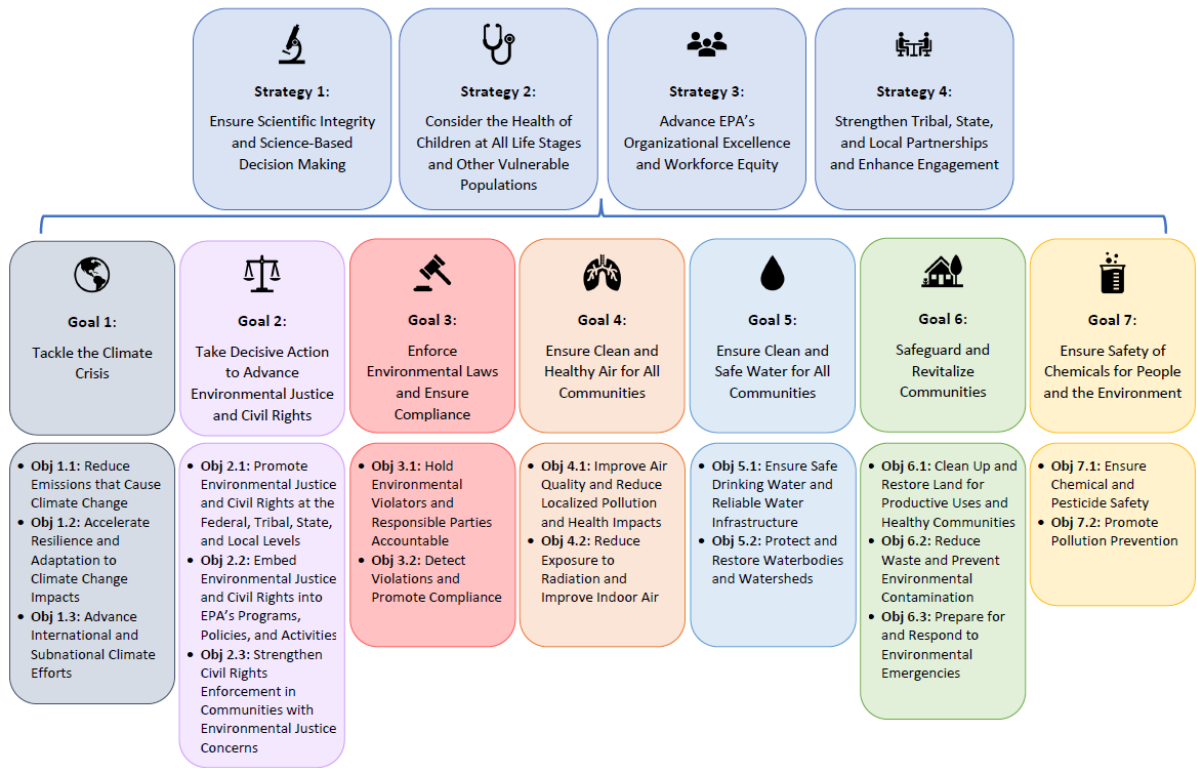 Strategy 1:
Ensure Scientific Integrity
and Science-Based
Decision Making
Strategy 2:
Consider the Health of
Children at All Life Stages
and Other Vulnerable
Populations
Strategy 3:
Advance EPA's
Organizational Excellence
and Workforce Equity
Strategy 4:
Strengthen Tribal, State,
and Local Partnerships
and Enhance Engagement
Goal 1:
Tackle the Climate
Crisis
Goal 2:
Take Decisive Action
to Advance
Environmental Justice
and Civil Rights
Goal 3:
Enforce
Environmental Laws
and Ensure
Compliance
Goal 4:
Ensure Clean and
Healthy Air for All
Communities
Goal 5:
Ensure Clean and
Safe Water for All
Communities
Goal 6:
Safeguard and
Revitalize
Communities
Goal 7:
Ensure Safety of
Chemicals for People
and the Environment
• Obj 1.1: Reduce
Emissions that Cause
Climate Change
• Obj 1.2: Accelerate
Resilience and
Adaptation to
Climate Change
Impacts
• Obj 1.3: Advance
International and
Subnational Climate
Efforts
• Obj 2.1: Promote
Environmental Justice
and Civil Rights at the
Federal, Tribal, State,
and Local Levels
• Obj 2.2: Embed
Environmental Justice
and Civil Rights into
EPA's Programs,
Policies, and Activities
• Obj 2.3: Strengthen
Civil Rights
Enforcement in
Communities with
Environmental Justice
Concerns
• Obj 3.1: Hold
Environmental
Violators and
Responsible Parties
Accountable
• Obj 3.2: Detect
Violations and
Promote Compliance
• Obj 4.1: Improve Air
Quality and Reduce
Localized Pollution
and Health Impacts
• Obj 4.2: Reduce
Exposure to
Radiation and
Improve Indoor Air
• Obj 5.1: Ensure Safe
Drinking Water and
Reliable Water
Infrastructure
• Obj 5.2: Protect and
Restore Waterbodies
and Watersheds
• Obj 6.1: Clean Up and
Restore Land for
Productive Uses and
Healthy Communities
• Obj 6.2: Reduce
Waste and Prevent
Environmental
Contamination
• Obj 6.3: Prepare for
and Respond to
Environmental
Emergencies
• Obj 7.1: Ensure
Chemical and
Pesticide Safety
• Obj 7.2: Promote
Pollution Prevention